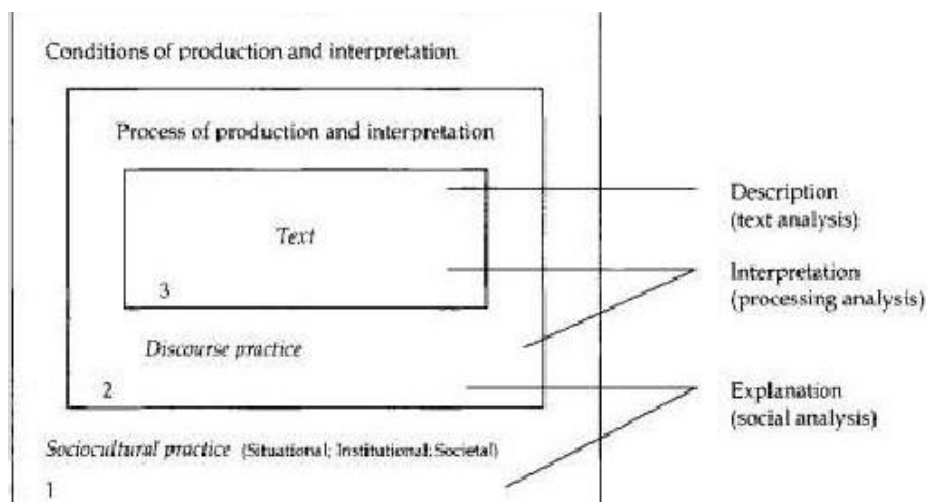 Conditions of production and interpretation
Process of production and interpretation
Text
3
Discourse practice
2
Sociocultural practice (Situational; Institutional; Societal)
1
Description
(text analysis)
Interpretation
(processing analysis)
Explanation
(social analysis)